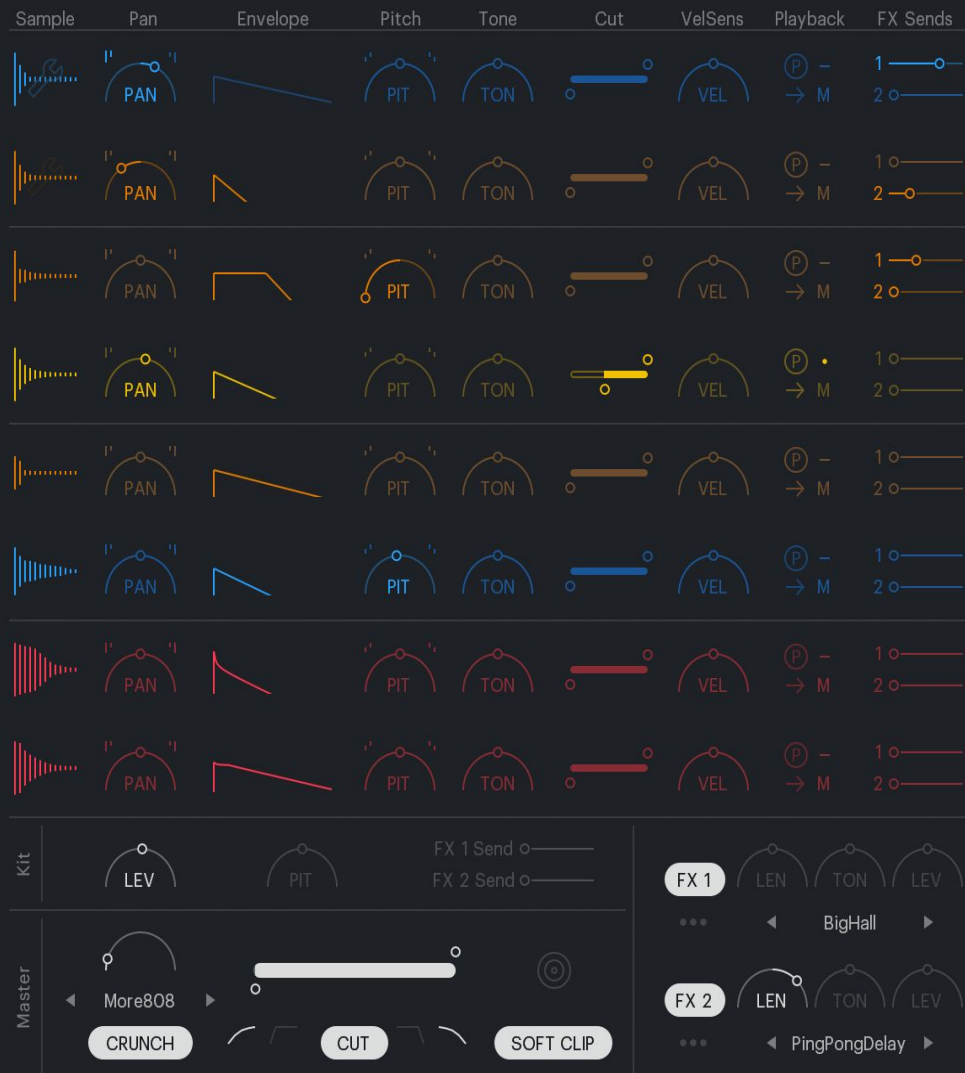 Sample Pan Envelope Pitch Tone Cut VelSens Playback FX Sends
PAN PIT TON VEL P – 1
→ M 2
PAN PIT TON VEL P – 1
→ M 2
PAN PIT TON VEL P – 1
→ M 2
PAN PIT TON VEL P • 1
→ M 2
PAN PIT TON VEL P – 1
→ M 2
PAN PIT TON VEL P – 1
→ M 2
PAN PIT TON VEL P – 1
→ M 2
PAN PIT TON VEL P – 1
→ M 2
Kit
LEV PIT
FX 1 Send
FX 2 Send
FX 1 LEN TON LEV
BigHall
Master
More808
CRUNCH CUT SOFT CLIP
FX 2 LEN TON LEV
PingPongDelay